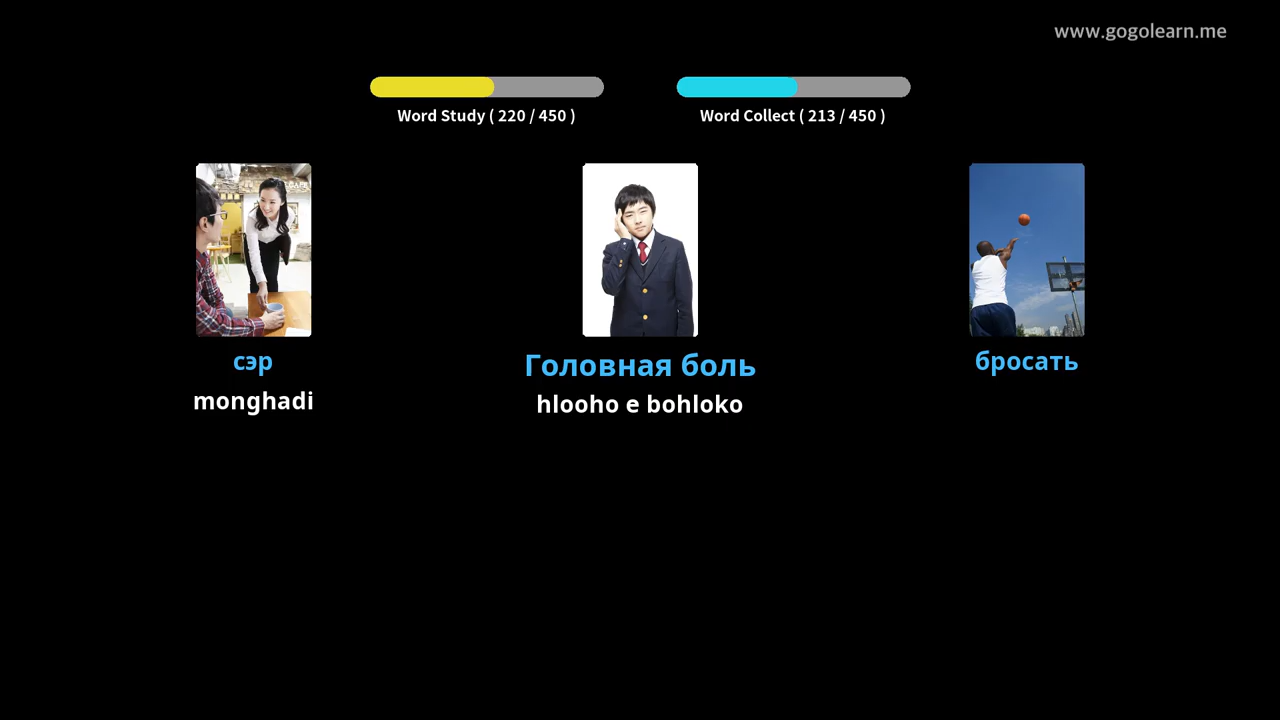 www.gogolearn.me
Word Study ( 220 / 450 )
Word Collect ( 213 / 450 )
сэр
monghadi
Головная боль
hlooho e bohloko
бросать